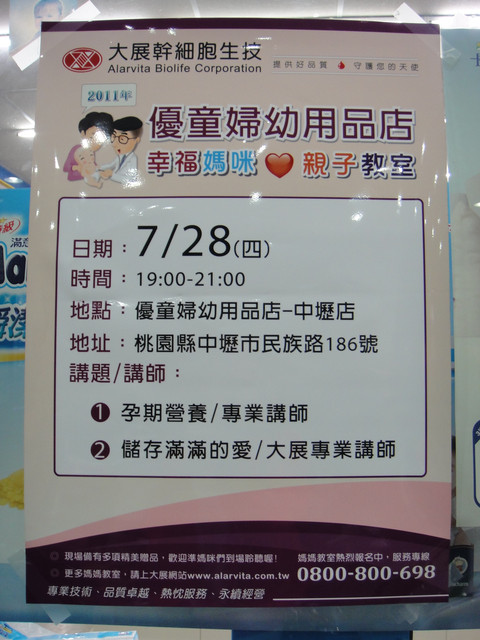 大展幹細胞生技
Alarvita Biolife Corporation
提供好品質 守護您的天使
2011年
優童婦幼用品店
幸福媽咪 親子教室
日期：7/28(四)
時間：19:00-21:00
地點：優童婦幼用品店-中壢店
地址：桃園縣中壢市民族路186號
講題/講師：
1 孕期營養/專業講師
2 儲存滿滿的愛/大展專業講師
現場備有多項精美贈品，歡迎準媽咪們到場聆聽喔！
更多媽媽教室，請上大展網站www.alarvita.com.tw
專業技術、品質卓越、熱忱服務、永續經營
媽媽教室熱烈報名中，服務專線
0800-800-698